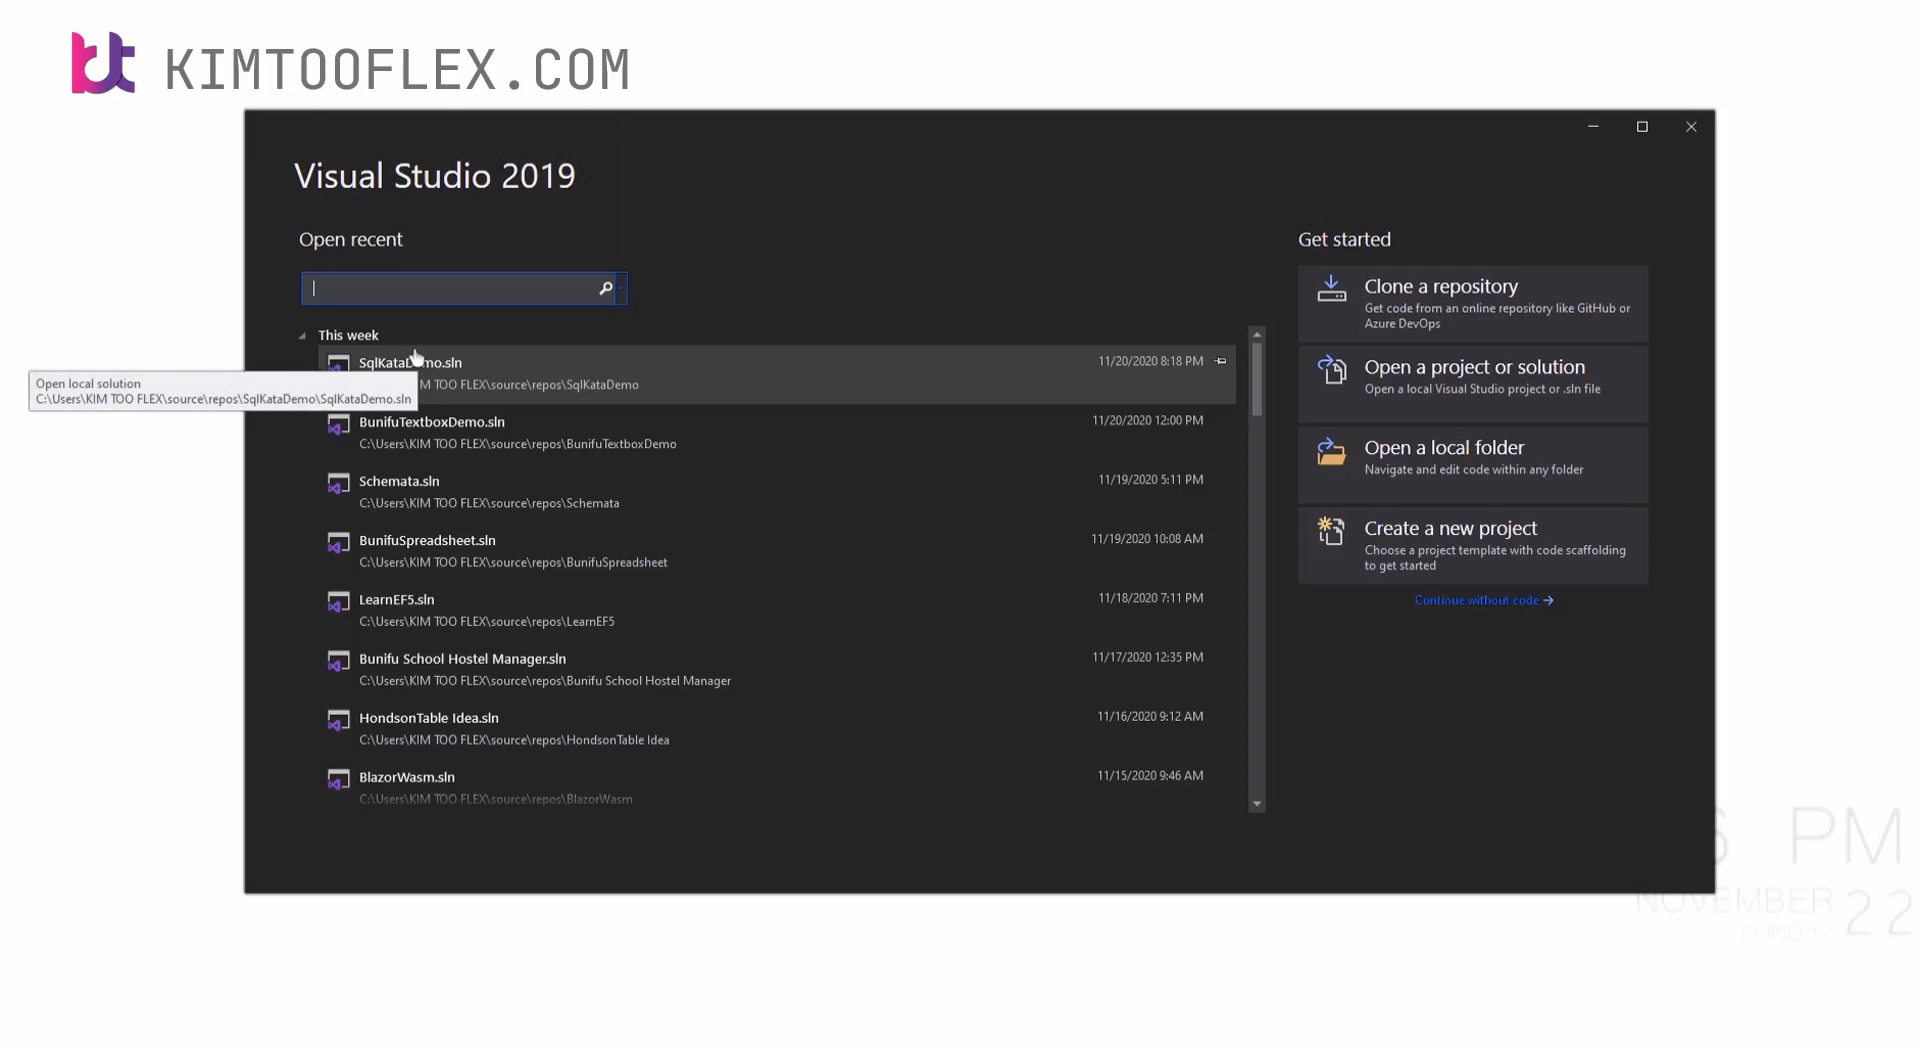 KIMTOOFLEX.COM
Visual Studio 2019
Open recent
This week
SqlKataDemo.sln
11/20/2020 8:18 PM
KIM TOO FLEX\source\repos\SqlKataDemo
Open local solution
C:\Users\KIM TOO FLEX\source\repos\SqlKataDemo\SqlKataDemo.sln
BunifuTextboxDemo.sln
11/20/2020 12:00 PM
C:\Users\KIM TOO FLEX\source\repos\BunifuTextboxDemo
Schemata.sln
11/19/2020 5:11 PM
C:\Users\KIM TOO FLEX\source\repos\Schemata
BunifuSpreadsheet.sln
11/19/2020 10:08 AM
C:\Users\KIM TOO FLEX\source\repos\BunifuSpreadsheet
LearnEF5.sln
11/18/2020 7:11 PM
C:\Users\KIM TOO FLEX\source\repos\LearnEF5
Bunifu School Hostel Manager.sln
11/17/2020 12:35 PM
C:\Users\KIM TOO FLEX\source\repos\Bunifu School Hostel Manager
HondsonTable Idea.sln
11/16/2020 9:12 AM
C:\Users\KIM TOO FLEX\source\repos\HondsonTable Idea
BlazorWasm.sln
11/15/2020 9:46 AM
C:\Users\KIM TOO FLEX\source\repos\BlazorWasm
Get started
Clone a repository
Get code from an online repository like GitHub or
Azure DevOps
Open a project or solution
Open a local Visual Studio project or .sln file
Open a local folder
Navigate and edit code within any folder
Create a new project
Choose a project template with code scaffolding
to get started
Continue without code
6 PM
NOVEMBER 22
SUNDAY